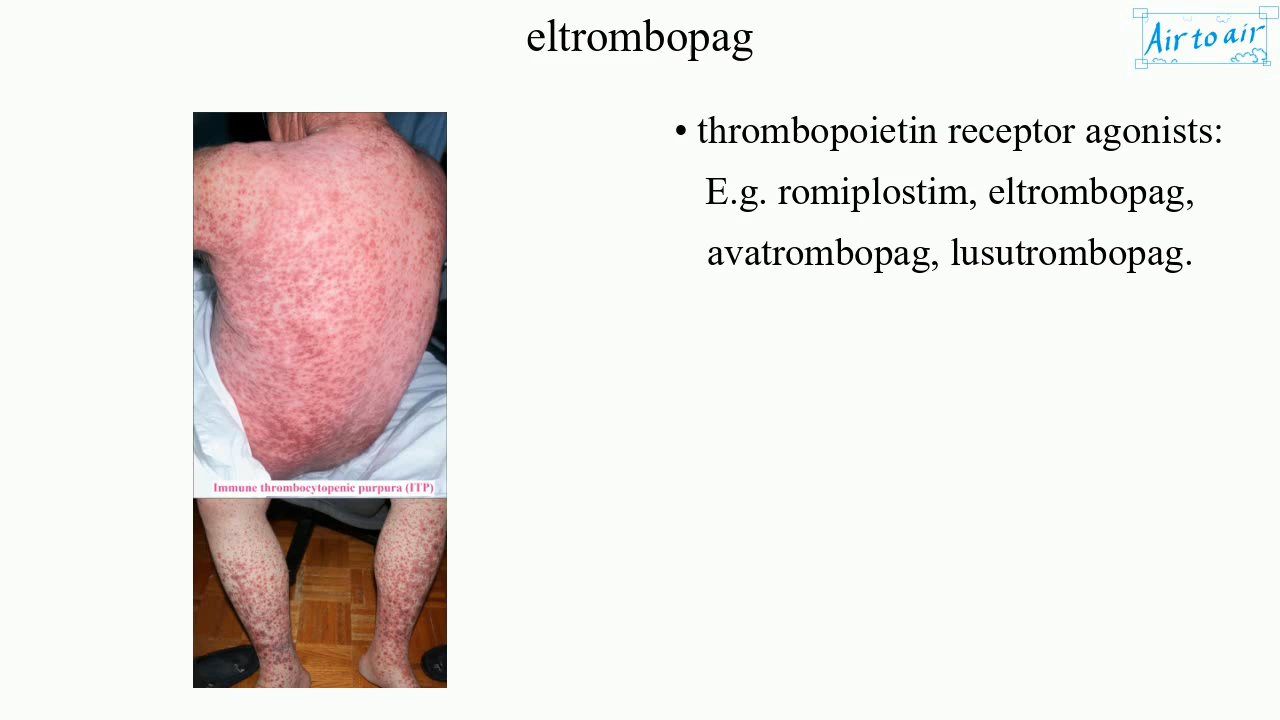 eltrombopag
Air to air
• thrombopoietin receptor agonists:
E.g. romiplostim, eltrombopag,
avatrombopag, lusutrombopag.
Immune thrombocytopenic purpura (ITP)